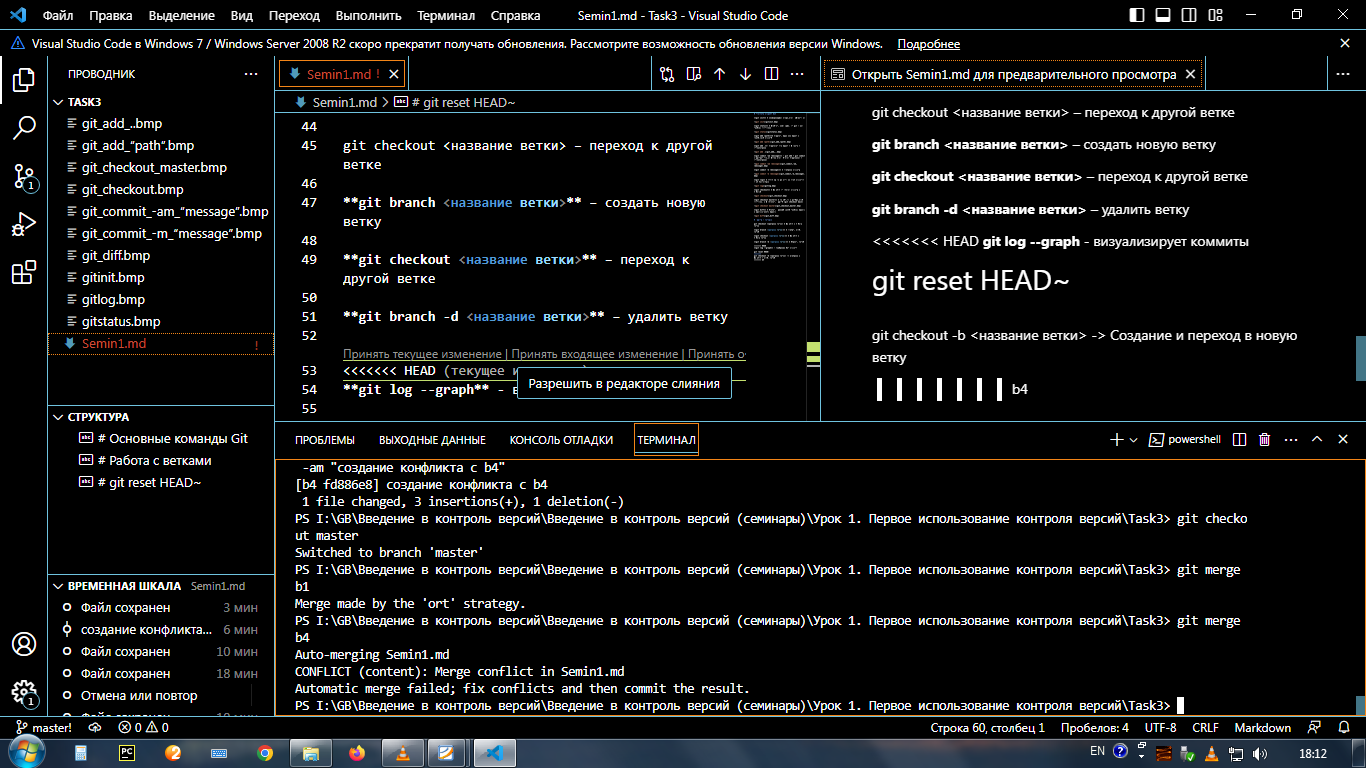 Файл Правка Выделение Вид Переход Выполнить Терминал Справка Semin1.md - Task3 - Visual Studio Code
Visual Studio Code в Windows 7 / Windows Server 2008 R2 скоро прекратит получать обновления. Рассмотрите возможность обновления версии Windows. Подробнее
ПРОВОДНИК
TASK3
git_add_..bmp
git_add_“path”.bmp
git_checkout_master.bmp
git_checkout.bmp
git_commit_-am_“message”.bmp
git_commit_-m_“message”.bmp
git_diff.bmp
gitinit.bmp
gitlog.bmp
gitstatus.bmp
Semin1.md !
СТРУКТУРА
# Основные команды Git
# Работа с ветками
# git reset HEAD~
ВРЕМЕННАЯ ШКАЛА Semin1.md
Файл сохранен 3 мин
создание конфликта... 6 мин
Файл сохранен 10 мин
Файл сохранен 18 мин
Отмена или повтор
Semin1.md !
Semin1.md > # git reset HEAD~
44
45 git checkout <название ветки> – переход к другой
ветке
46
47 **git branch <название ветки>** – создать новую
ветку
48
49 **git checkout <название ветки>** – переход к
другой ветке
50
51 **git branch -d <название ветки>** – удалить ветку
52
Принять текущее изменение | Принять входящее изменение | Принять
53 <<<<<<< HEAD (текущее
Разрешить в редакторе слияния
54 **git log --graph** -
55
Открыть Semin1.md для предварительного просмотра
git checkout <название ветки> – переход к другой ветке
git branch <название ветки> – создать новую ветку
git checkout <название ветки> – переход к другой ветке
git branch -d <название ветки> – удалить ветку
<<<<<<< HEAD git log --graph - визуализирует коммиты
git reset HEAD~
git checkout -b <название ветки> -> Создание и переход в новую
ветку
b4
ПРОБЛЕМЫ ВЫХОДНЫЕ ДАННЫЕ КОНСОЛЬ ОТЛАДКИ ТЕРМИНАЛ powershell
-am "создание конфликта с b4"
[b4 fd886e8] создание конфликта с b4
1 file changed, 3 insertions(+), 1 deletion(-)
PS I:\GB\Введение в контроль версий\Введение в контроль версий (семинары)\Урок 1. Первое использование контроля версий\Task3> git checko
ut master
Switched to branch 'master'
PS I:\GB\Введение в контроль версий\Введение в контроль версий (семинары)\Урок 1. Первое использование контроля версий\Task3> git merge
b1
Merge made by the 'ort' strategy.
PS I:\GB\Введение в контроль версий\Введение в контроль версий (семинары)\Урок 1. Первое использование контроля версий\Task3> git merge
b4
Auto-merging Semin1.md
CONFLICT (content): Merge conflict in Semin1.md
Automatic merge failed; fix conflicts and then commit the result.
PS I:\GB\Введение в контроль версий\Введение в контроль версий (семинары)\Урок 1. Первое использование контроля версий\Task3>
master! 0 0 Строка 60, столбец 1 Пробелов: 4 UTF-8 CRLF Markdown
EN 18:12